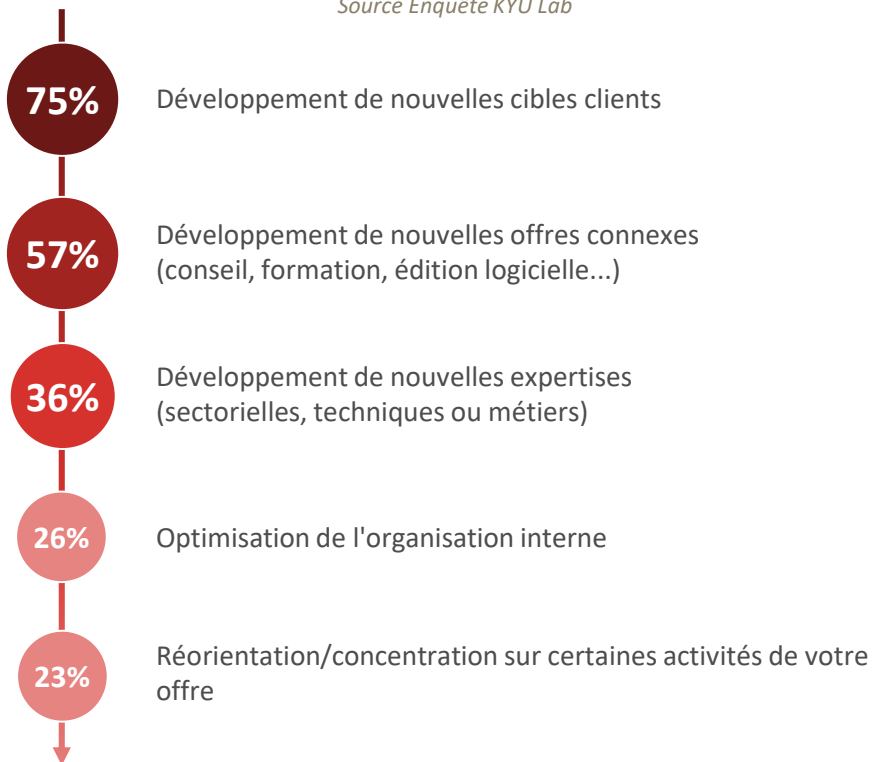 Source Enquête KYU Lab
75%
Développement de nouvelles cibles clients
57%
Développement de nouvelles offres connexes
(conseil, formation, édition logicielle...)
36%
Développement de nouvelles expertises
(sectorielles, techniques ou métiers)
26%
Optimisation de l'organisation interne
23%
Réorientation/concentration sur certaines activités de votre
offre